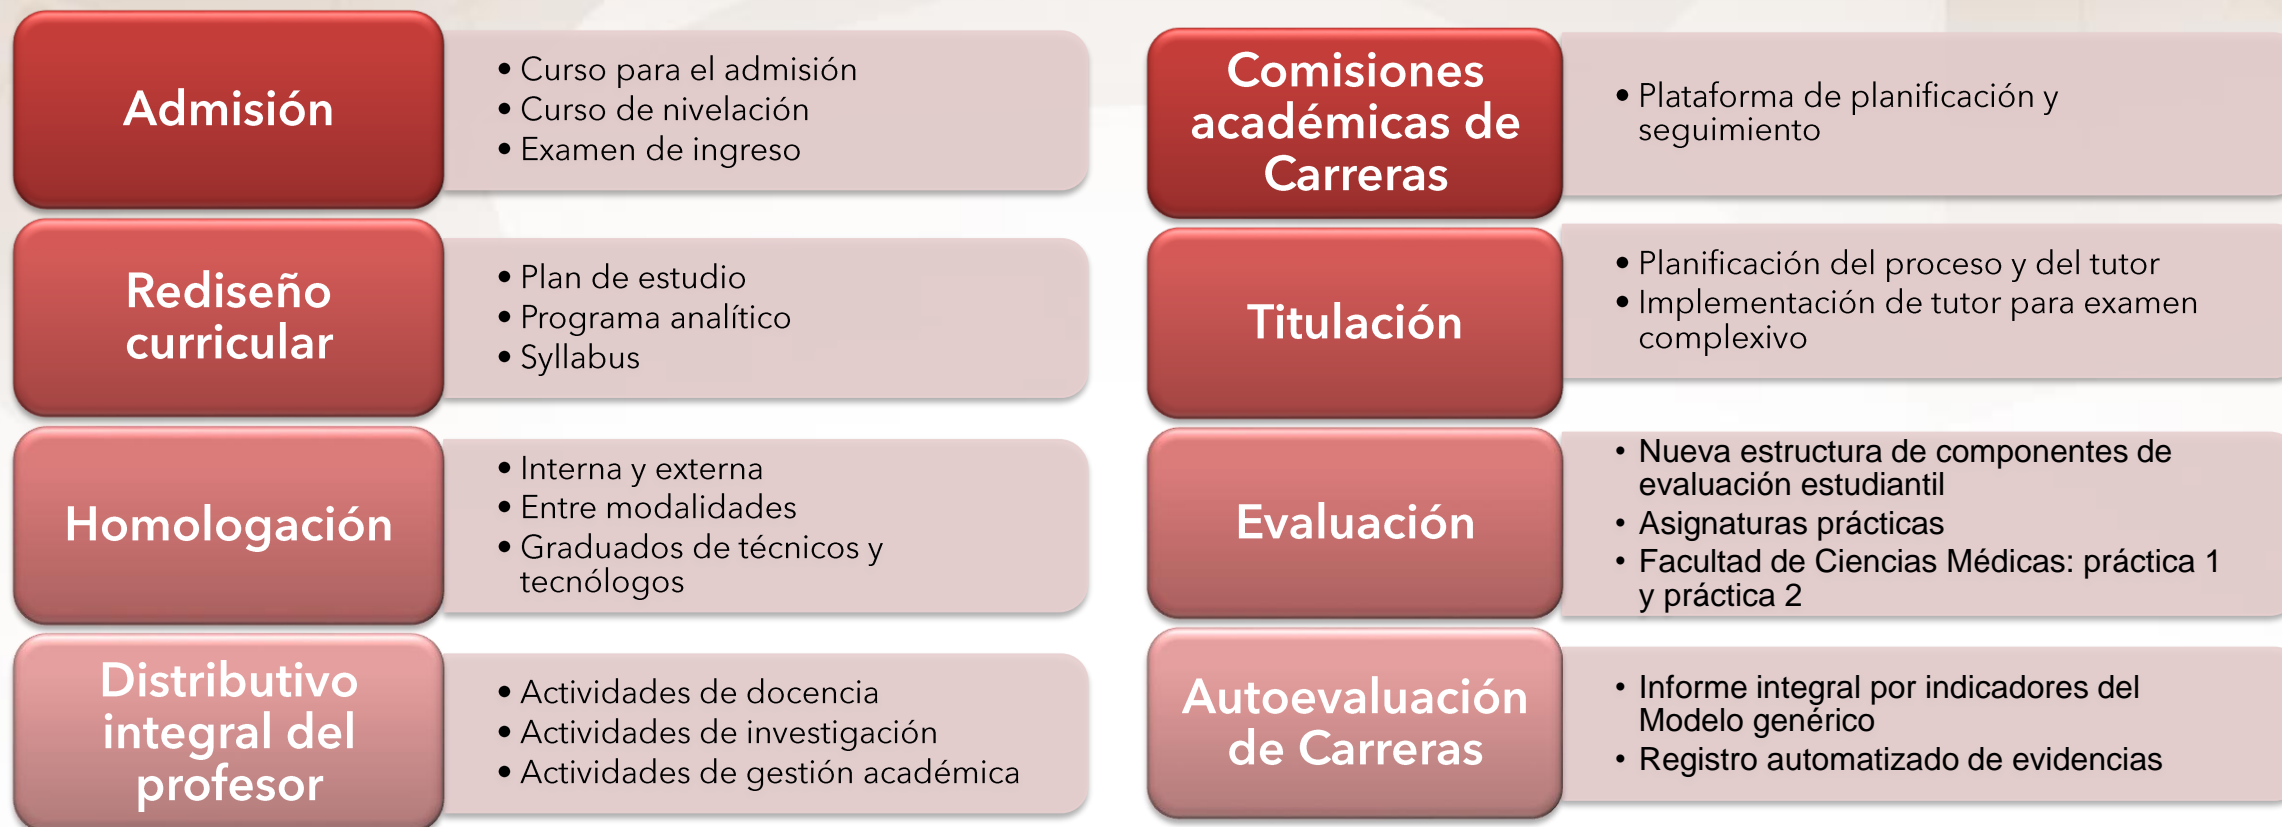 Admisión
• Curso para el admisión
• Curso de nivelación
• Examen de ingreso
Rediseño
curricular
• Plan de estudio
• Programa analítico
• Syllabus
Homologación
• Interna y externa
• Entre modalidades
• Graduados de técnicos y
tecnólogos
Distributivo
integral del
profesor
• Actividades de docencia
• Actividades de investigación
• Actividades de gestión académica
Comisiones
académicas de
Carreras
• Plataforma de planificación y
seguimiento
Titulación
• Planificación del proceso y del tutor
• Implementación de tutor para examen
complexivo
Evaluación
• Nueva estructura de componentes de
evaluación estudiantil
• Asignaturas prácticas
• Facultad de Ciencias Médicas: práctica 1
y práctica 2
Autoevaluación
de Carreras
• Informe integral por indicadores del
Modelo genérico
• Registro automatizado de evidencias